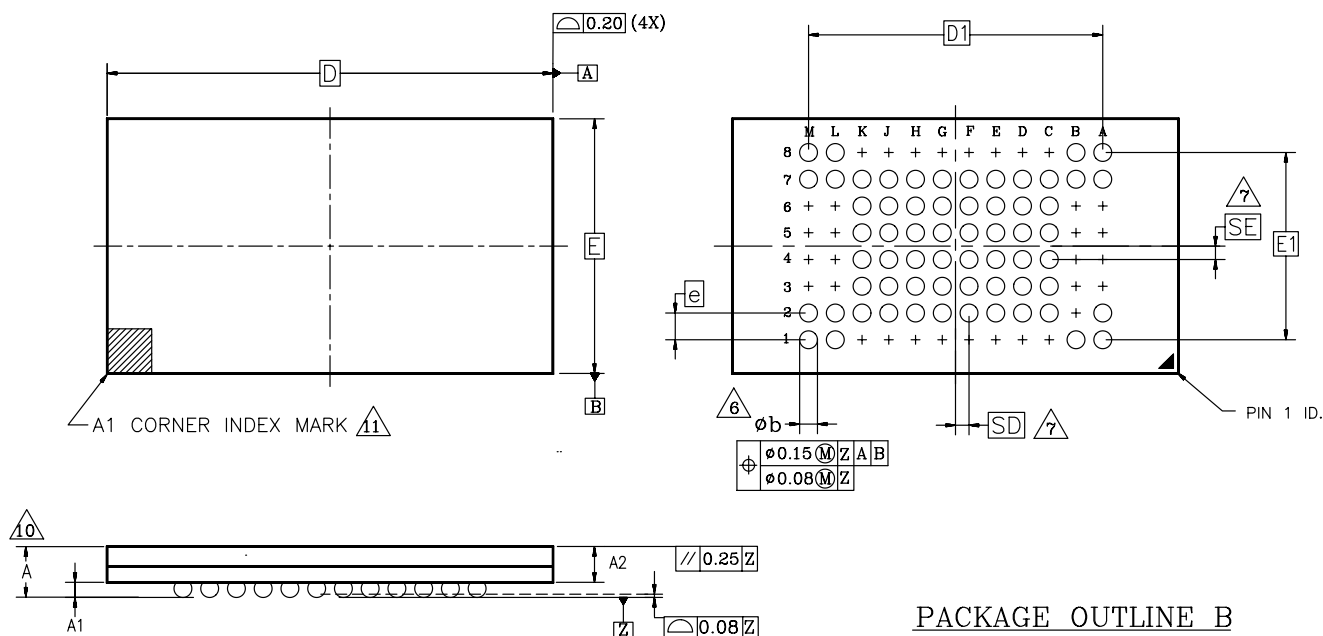 ⌓ 0.20 (4X)
D
A
E
B
A1 CORNER INDEX MARK 11
D1
M L K J H G F E D C B A
8
7
6
5
4
3
2
1
7
SE
E1
e
6
øb
SD 7
PIN 1 ID.
⌖ ø0.15 Ⓜ Z A B
ø0.08 Ⓜ Z
10
A
A1
A2
// 0.25 Z
Z
⌓ 0.08 Z
PACKAGE OUTLINE B